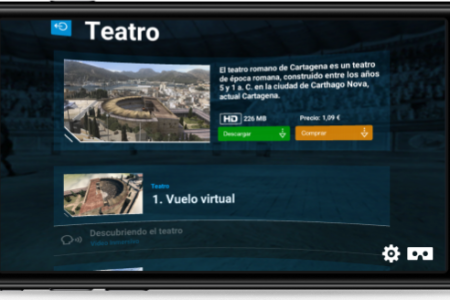 Teatro
El teatro romano de Cartagena es un teatro
de época romana, construido entre los años
5 y 1 a. C. en la ciudad de Carthago Nova,
actual Cartagena.
HD 226 MB Precio: 1,09 €
Descargar Comprar
Teatro
1. Vuelo virtual
Descubriendo el teatro